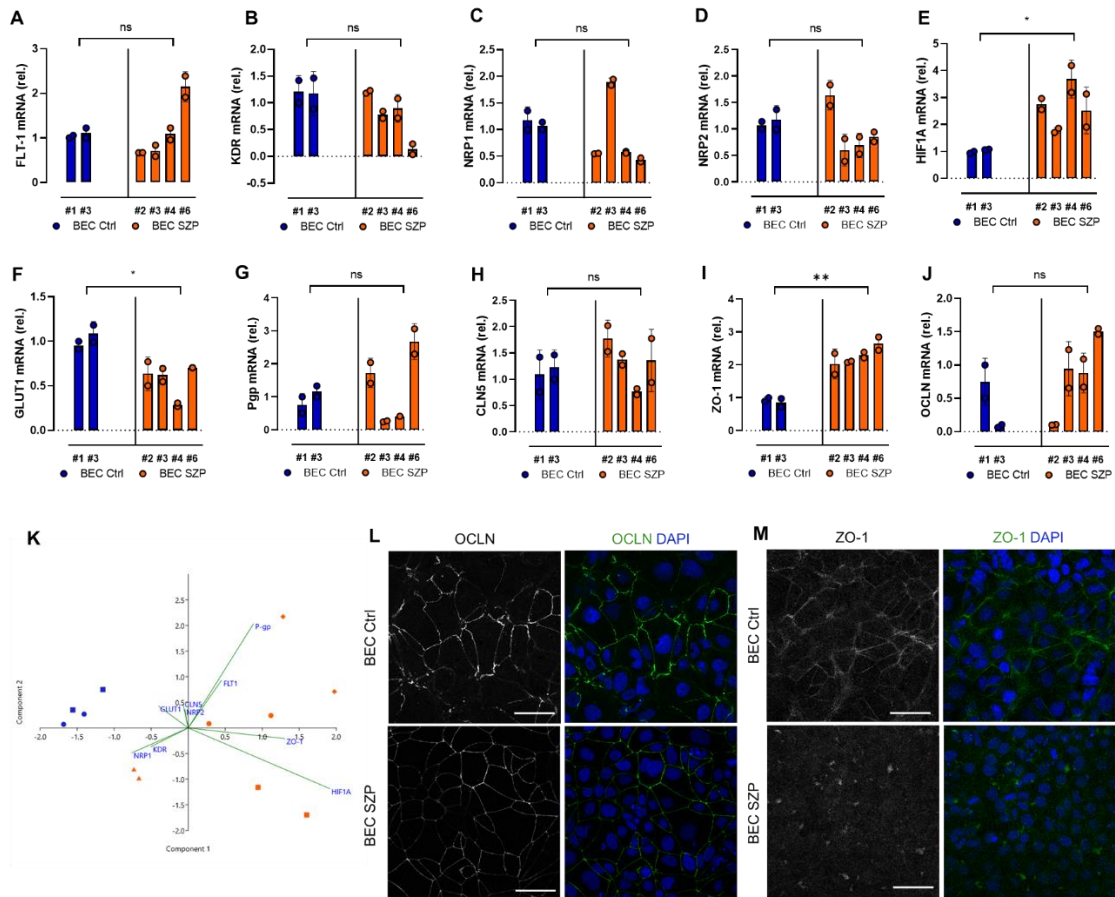 A
ns
FLT-1 mRNA (rel.)
3
2
1
0
#1 #3 #2 #3 #4 #6
BEC Ctrl BEC SZP
B
ns
KDR mRNA (rel.)
2.0
1.5
1.0
0.5
0.0
-0.5
#1 #3 #2 #3 #4 #6
BEC Ctrl BEC SZP
C
ns
NRP1 mRNA (rel.)
2.5
2.0
1.5
1.0
0.5
0.0
#1 #3 #2 #3 #4 #6
BEC Ctrl BEC SZP
D
ns
NRP2 mRNA (rel.)
2.0
1.5
1.0
0.5
0.0
#1 #3 #2 #3 #4 #6
BEC Ctrl BEC SZP
E
*
HIF1A mRNA (rel.)
5
4
3
2
1
0
#1 #3 #2 #3 #4 #6
BEC Ctrl BEC SZP
F
*
GLUT1 mRNA (rel.)
1.5
1.0
0.5
0.0
#1 #3 #2 #3 #4 #6
BEC Ctrl BEC SZP
G
ns
Pgp mRNA (rel.)
4
3
2
1
0
#1 #3 #2 #3 #4 #6
BEC Ctrl BEC SZP
H
ns
CLN5 mRNA (rel.)
2.5
2.0
1.5
1.0
0.5
0.0
#1 #3 #2 #3 #4 #6
BEC Ctrl BEC SZP
I
**
ZO-1 mRNA (rel.)
4
3
2
1
0
#1 #3 #2 #3 #4 #6
BEC Ctrl BEC SZP
J
ns
OCLN mRNA (rel.)
2.0
1.5
1.0
0.5
0.0
#1 #3 #2 #3 #4 #6
BEC Ctrl BEC SZP
K
Component 2
2.5
2.0
1.5
1.0
0.5
-2.0 -1.5 -1.0 -0.5 0.0 0.5 1.0 1.5 2.0
-0.5
-1.0
-1.5
-2.0
P-gp
FLT1
CLN5
GLUT1
NRP2
ZO-1
KDR
NRP1
HIF1A
Component 1
L
OCLN
OCLN DAPI
BEC Ctrl
BEC SZP
M
ZO-1
ZO-1 DAPI
BEC Ctrl
BEC SZP